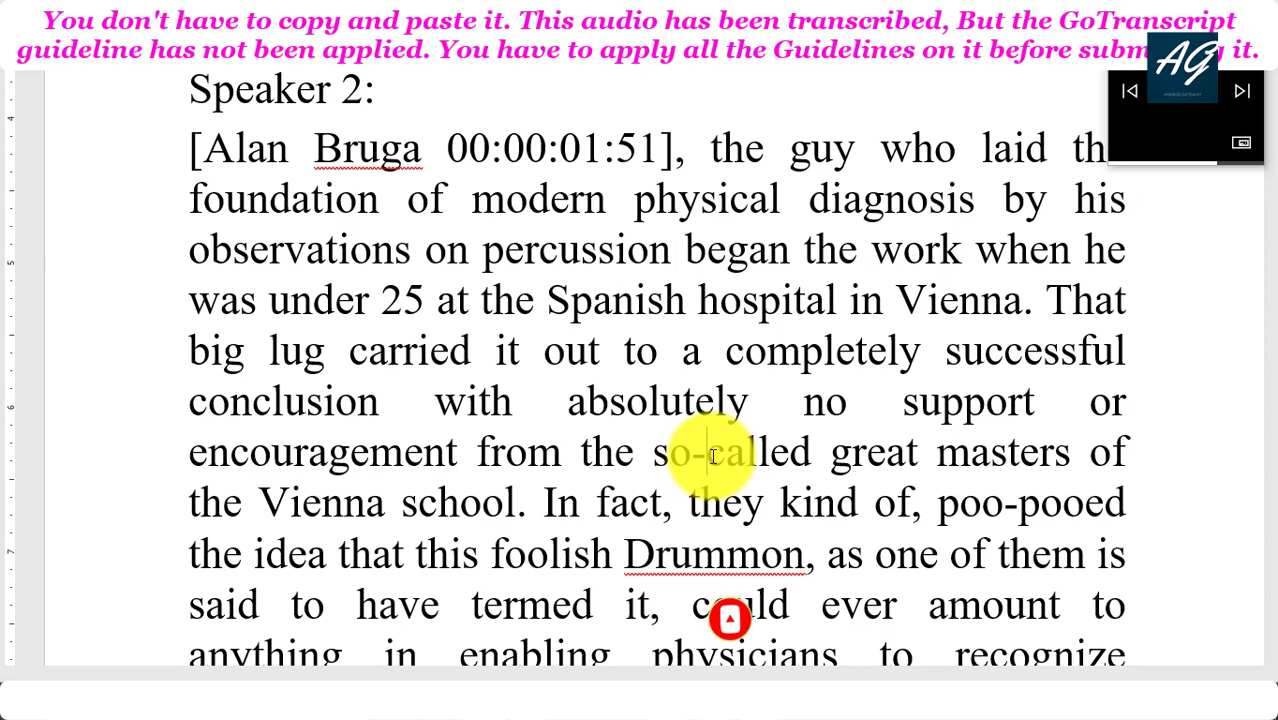 You don't have to copy and paste it. This audio has been transcribed, But the GoTranscript
guideline has not been applied. You have to apply all the Guidelines on it before it.
AG
Speaker 2:
[Alan Bruga 00:00:01:51], the guy who laid th
foundation of modern physical diagnosis by his
observations on percussion began the work when he
was under 25 at the Spanish hospital in Vienna. That
big lug carried it out to a completely successful
conclusion with absolutely no support or
encouragement from the so-called great masters of
the Vienna school. In fact, they kind of, poo-pooed
the idea that this foolish Drummon, as one of them is
said to have termed it, could ever amount to
anything in enabling physicians to recognize
4
5
6
7